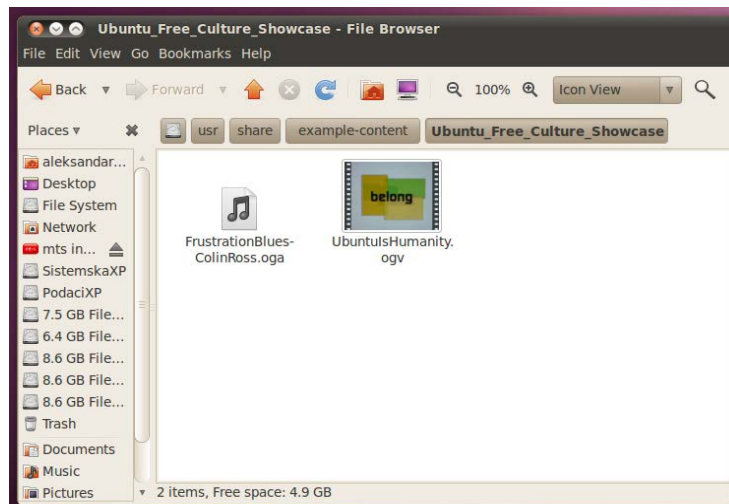 Ubuntu_Free_Culture_Showcase - File Browser
File Edit View Go Bookmarks Help
Back Forward 100% Icon View
Places usr share example-content Ubuntu_Free_Culture_Showcase
aleksandar...
Desktop
File System
Network
mts in...
SistemskaXP
PodaciXP
7.5 GB File...
6.4 GB File...
8.6 GB File...
8.6 GB File...
8.6 GB File...
Trash
Documents
Music
Pictures
belong
FrustrationBlues-
ColinRoss.oga
UbuntuIsHumanity.
ogv
2 items, Free space: 4.9 GB